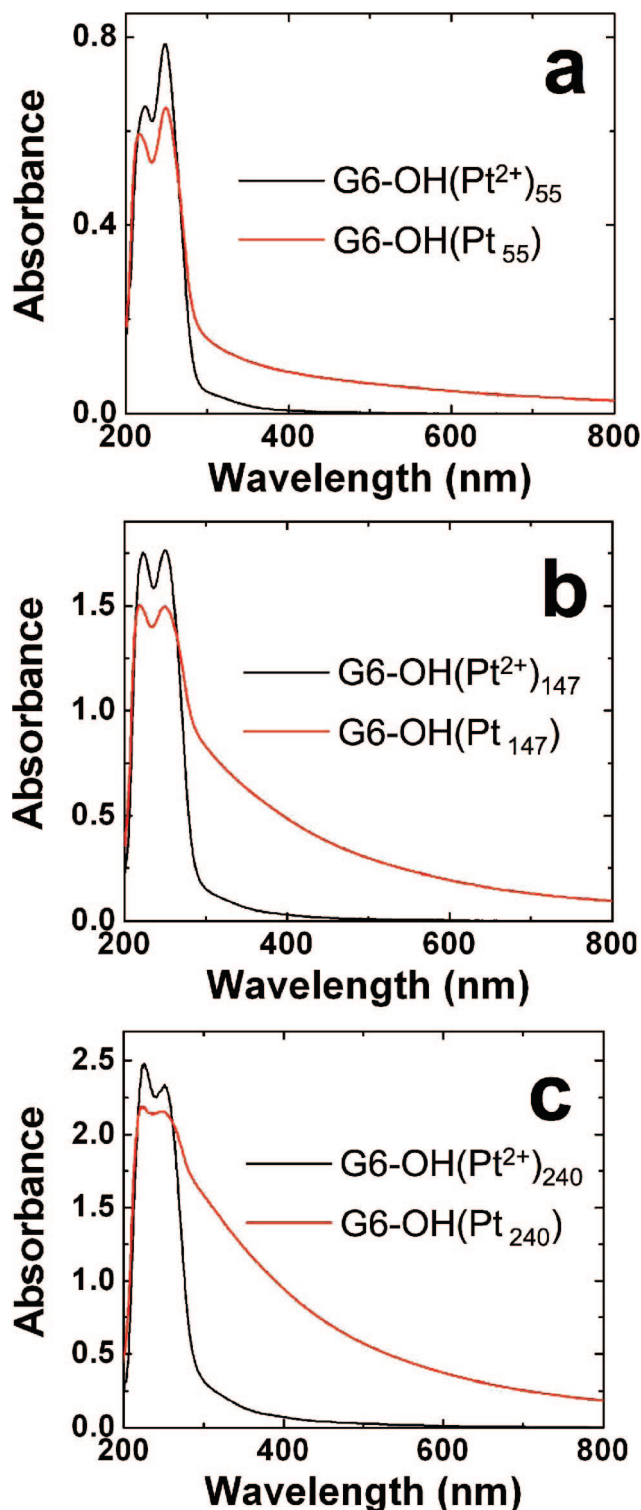 a
0.8
0.4
0.0
Absorbance
G6-OH(Pt²⁺)₅₅
G6-OH(Pt ₅₅)
200 400 600 800
Wavelength (nm)
b
1.5
1.0
0.5
0.0
Absorbance
G6-OH(Pt²⁺)₁₄₇
G6-OH(Pt ₁₄₇)
200 400 600 800
Wavelength (nm)
c
2.5
2.0
1.5
1.0
0.5
0.0
Absorbance
G6-OH(Pt²⁺)₂₄₀
G6-OH(Pt ₂₄₀)
200 400 600 800
Wavelength (nm)